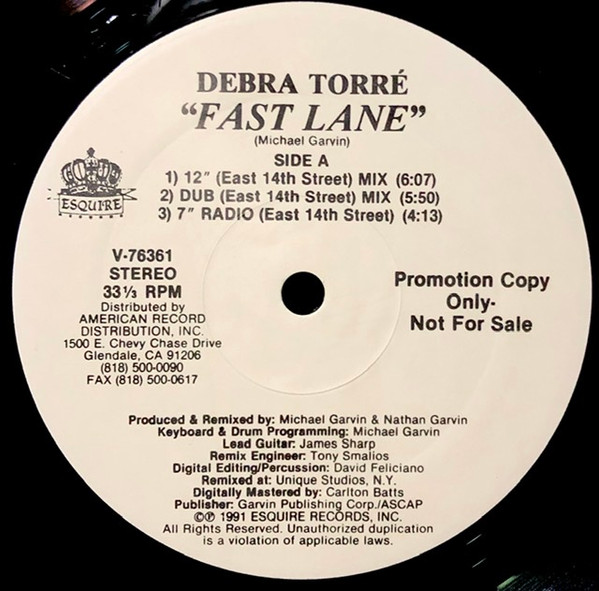 DEBRA TORRÉ
“FAST LANE”
(Michael Garvin)
SIDE A
1) 12" (East 14th Street) MIX (6:07)
2) DUB (East 14th Street) MIX (5:50)
3) 7" RADIO (East 14th Street) (4:13)
ESQUIRE
V-76361
STEREO
33⅓ RPM
Distributed by
AMERICAN RECORD
DISTRIBUTION, INC.
1500 E. Chevy Chase Drive
Glendale, CA 91206
(818) 500-0090
FAX (818) 500-0617
Promotion Copy
Only-
Not For Sale
Produced & Remixed by: Michael Garvin & Nathan Garvin
Keyboard & Drum Programming: Michael Garvin
Lead Guitar: James Sharp
Remix Engineer: Tony Smalios
Digital Editing/Percussion: David Feliciano
Remixed at: Unique Studios, N.Y.
Digitally Mastered by: Carlton Batts
Publisher: Garvin Publishing Corp./ASCAP
©℗ 1991 ESQUIRE RECORDS, INC.
All Rights Reserved. Unauthorized duplication
is a violation of applicable laws.